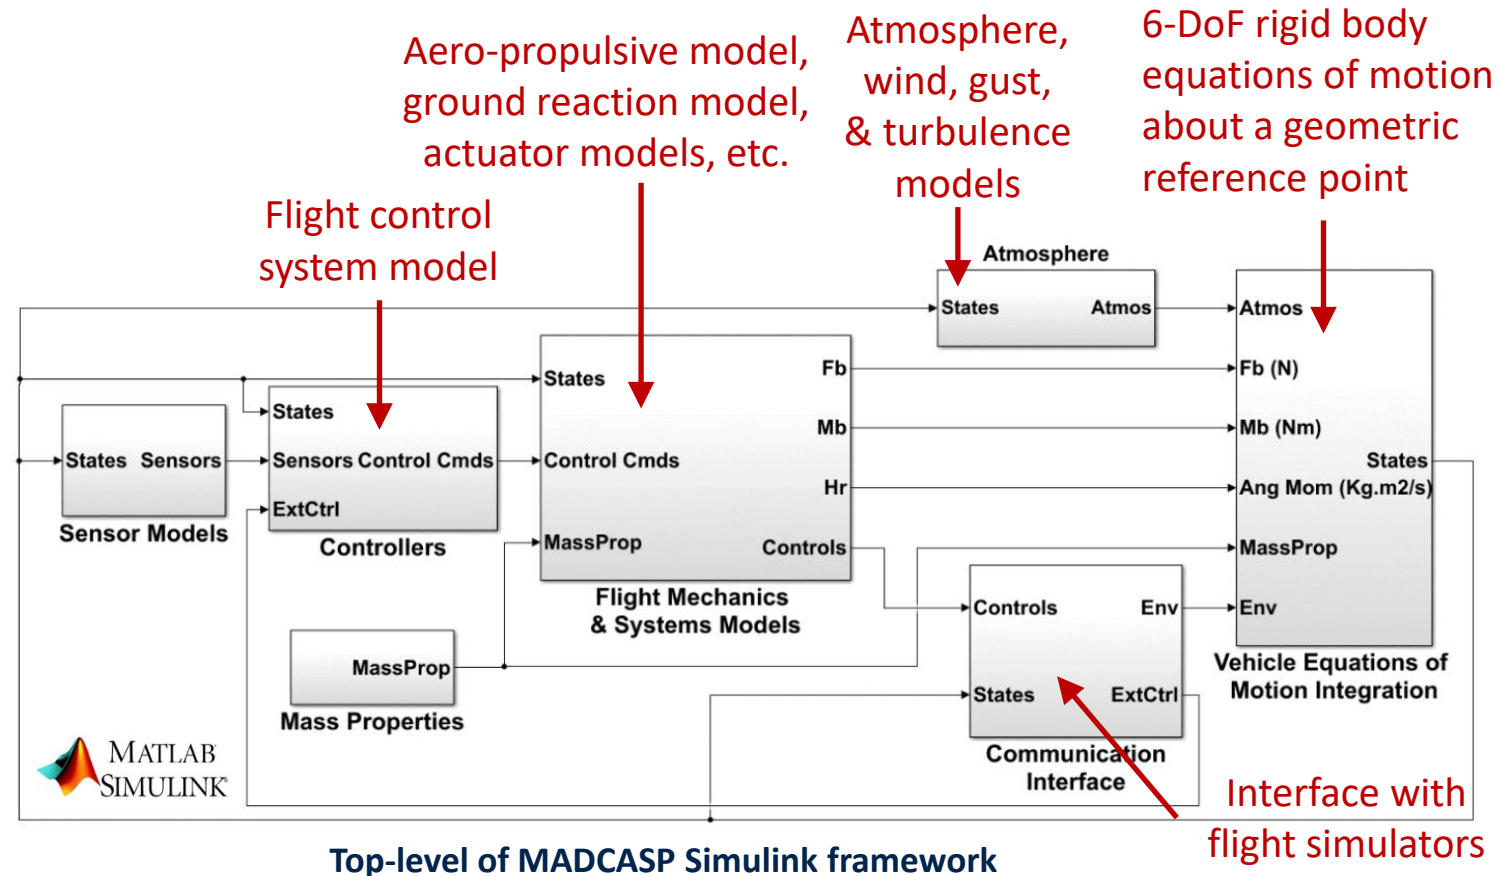 Aero-propulsive model,
ground reaction model,
actuator models, etc.
Atmosphere,
wind, gust,
& turbulence
models
6-DoF rigid body
equations of motion
about a geometric
reference point
Flight control
system model
Atmosphere
States Atmos
Atmos
Fb (N)
Mb (Nm)
States
Ang Mom (Kg.m2/s)
MassProp
Env
Vehicle Equations of
Motion Integration
States
Fb
Mb
Control Cmds
Hr
MassProp
Controls
Flight Mechanics
& Systems Models
States
Sensors Control Cmds
ExtCtrl
Controllers
States Sensors
Sensor Models
MassProp
Mass Properties
Controls Env
States ExtCtrl
Communication
Interface
MATLAB
SIMULINK®
Interface with
flight simulators
Top-level of MADCASP Simulink framework